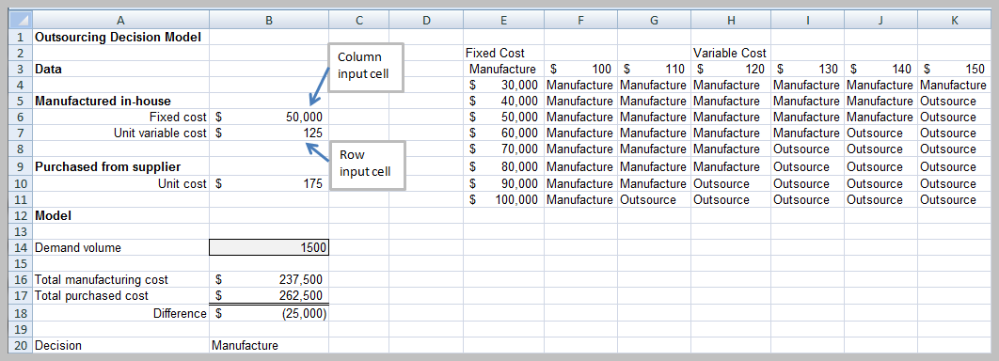 A B C D E F G H I J K
1 Outsourcing Decision Model
2 Fixed Cost Variable Cost
3 Data Manufacture $ 100 $ 110 $ 120 $ 130 $ 140 $ 150
4 $ 30,000 Manufacture Manufacture Manufacture Manufacture Manufacture Manufacture
5 Manufactured in-house $ 40,000 Manufacture Manufacture Manufacture Manufacture Manufacture Outsource
6 Fixed cost $ 50,000 $ 50,000 Manufacture Manufacture Manufacture Manufacture Manufacture Outsource
7 Unit variable cost $ 125 $ 60,000 Manufacture Manufacture Manufacture Manufacture Outsource Outsource
8 $ 70,000 Manufacture Manufacture Manufacture Outsource Outsource Outsource
9 Purchased from supplier $ 80,000 Manufacture Manufacture Manufacture Outsource Outsource Outsource
10 Unit cost $ 175 $ 90,000 Manufacture Manufacture Outsource Outsource Outsource Outsource
11 $ 100,000 Manufacture Outsource Outsource Outsource Outsource Outsource
12 Model
13
14 Demand volume 1500
15
16 Total manufacturing cost $ 237,500
17 Total purchased cost $ 262,500
18 Difference $ (25,000)
19
20 Decision Manufacture
Column
input cell
Row
input cell